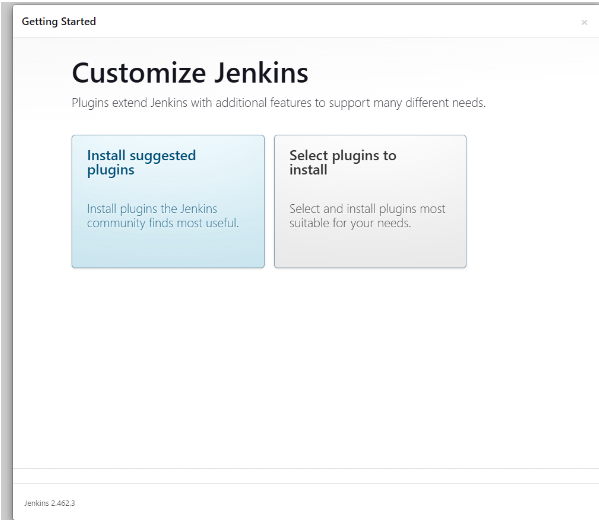 Getting Started
×
Customize Jenkins
Plugins extend Jenkins with additional features to support many different needs.
Install suggested
plugins
Install plugins the Jenkins
community finds most useful.
Select plugins to
install
Select and install plugins most
suitable for your needs.
Jenkins 2.462.3